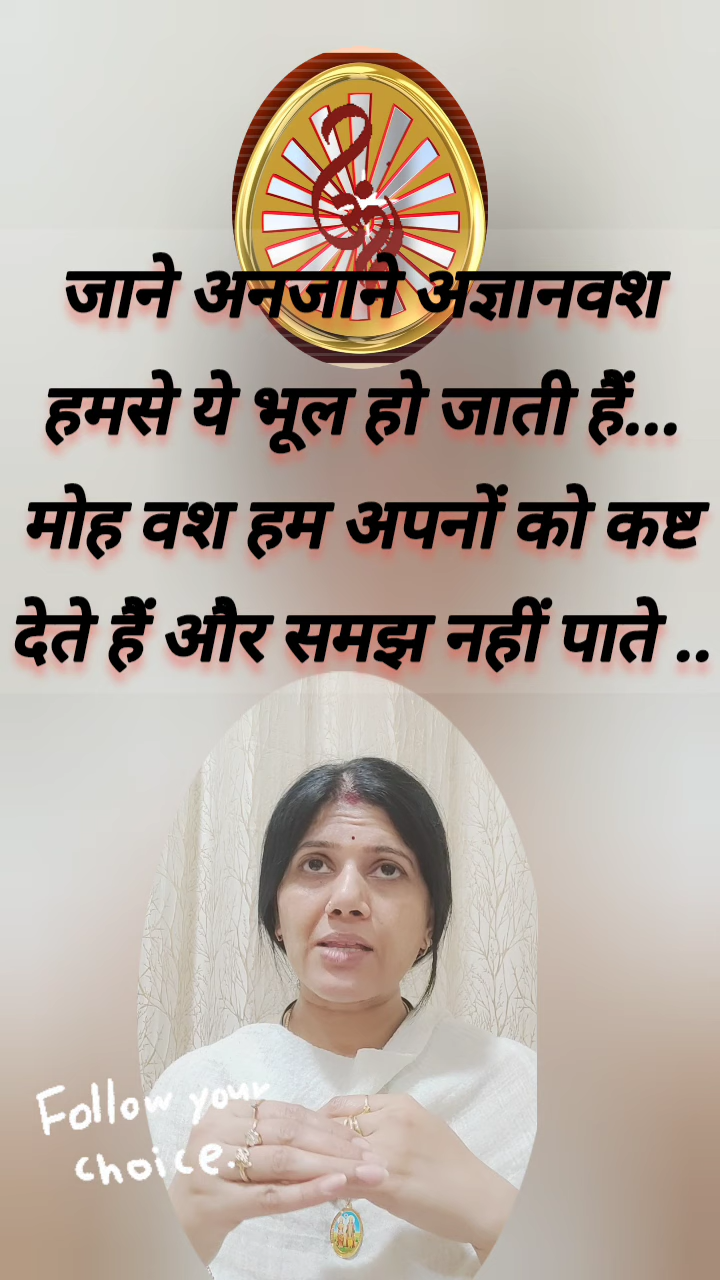 जाने अनजाने अज्ञानवश
हमसे ये भूल हो जाती हैं...
मोह वश हम अपनों को कष्ट
देते हैं और समझ नहीं पाते ..
Follow your
choice.